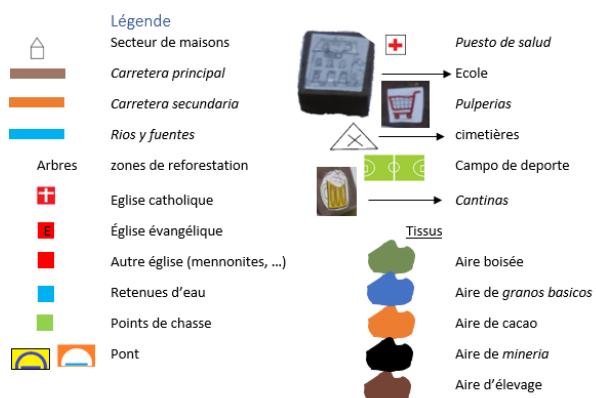 Légende
Secteur de maisons
Carretera principal
Carretera secundaria
Rios y fuentes
Arbres zones de reforestation
Eglise catholique
E Église évangélique
Autre église (mennonites, …)
Retenues d'eau
Points de chasse
Pont
Puesto de salud
Ecole
Pulperias
cimetières
Campo de deporte
Cantinas
Tissus
Aire boisée
Aire de granos basicos
Aire de cacao
Aire de mineria
Aire d'élevage